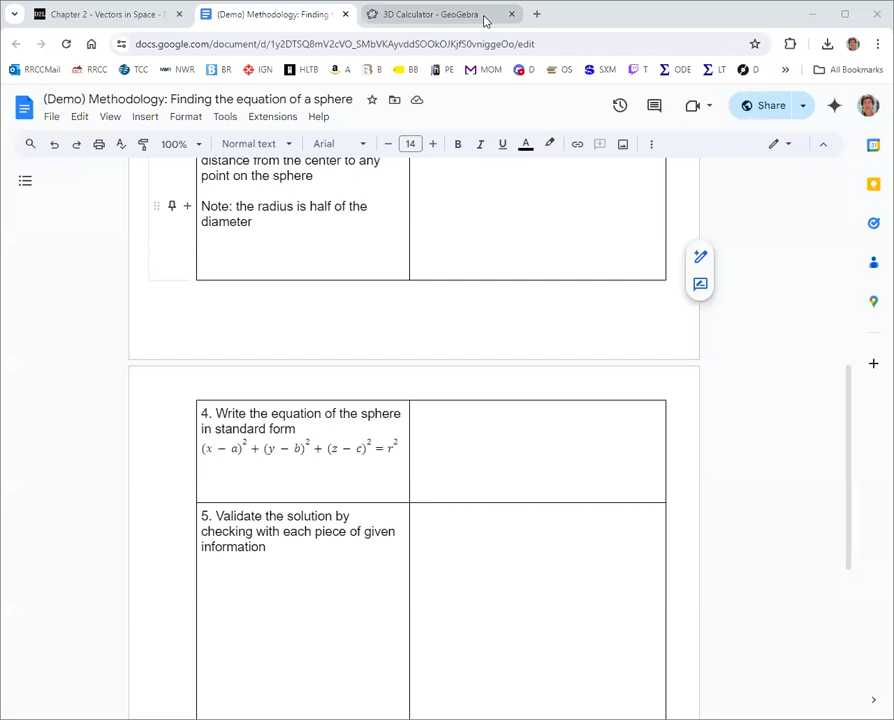 Chapter 2 - Vectors in Space -
(Demo) Methodology: Finding
3D Calculator - GeoGebra
docs.google.com/document/d/1y2DTSQ8mV2cVO_SMbVKAyvddSOOkOJKjfS0vniggeOo/edit
RRCCMail
RRCC
TCC
NWR
BR
IGN
HLTB
A
B
BB
PE
MOM
D
OS
SXM
T
ODE
LT
D
All Bookmarks
(Demo) Methodology: Finding the equation of a sphere
Share
File Edit View Insert Format Tools Extensions Help
100% Normal text Arial 14 B I U A
distance from the center to any
point on the sphere
Note: the radius is half of the
diameter
4. Write the equation of the sphere
in standard form
(x − a)² + (y − b)² + (z − c)² = r²
5. Validate the solution by
checking with each piece of given
information